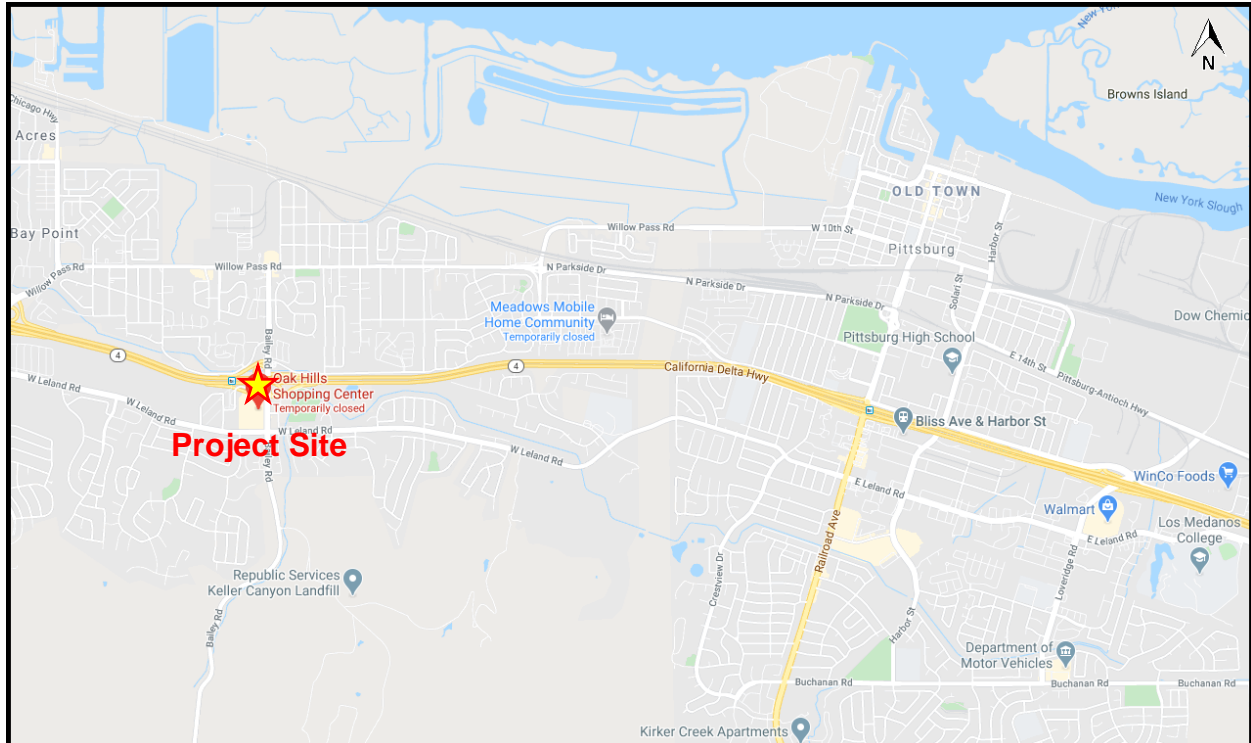 New York
N
Browns Island
Chicago Hwy
Acres
OLD TOWN
New York Slough
Harbor St
Willow Pass Rd
W 10th St
Bay Point
Pittsburg
Willow Pass Rd
Willow Pass Rd
N Parkside Dr
N Parkside Dr
Solari St
N Parkside Dr
Meadows Mobile
Home Community
Temporarily closed
Dow Chemic
Bailey Rd
Pittsburg High School
E 14th St
Pittsburg-Antioch Hwy
4
4
California Delta Hwy
W Leland Rd
Oak Hills
Shopping Center
Temporarily closed
Project Site
W Leland Rd
Bailey Rd
W Leland Rd
Bliss Ave & Harbor St
WinCo Foods
E Leland Rd
Walmart
Los Medanos
College
E Leland Rd
Railroad Ave
Loveridge Rd
Crestview Dr
Republic Services
Keller Canyon Landfill
Bailey Rd
Harbor St
Department of
Motor Vehicles
Buchanan Rd
Buchanan Rd
Buchanan Rd
Kirker Creek Apartments